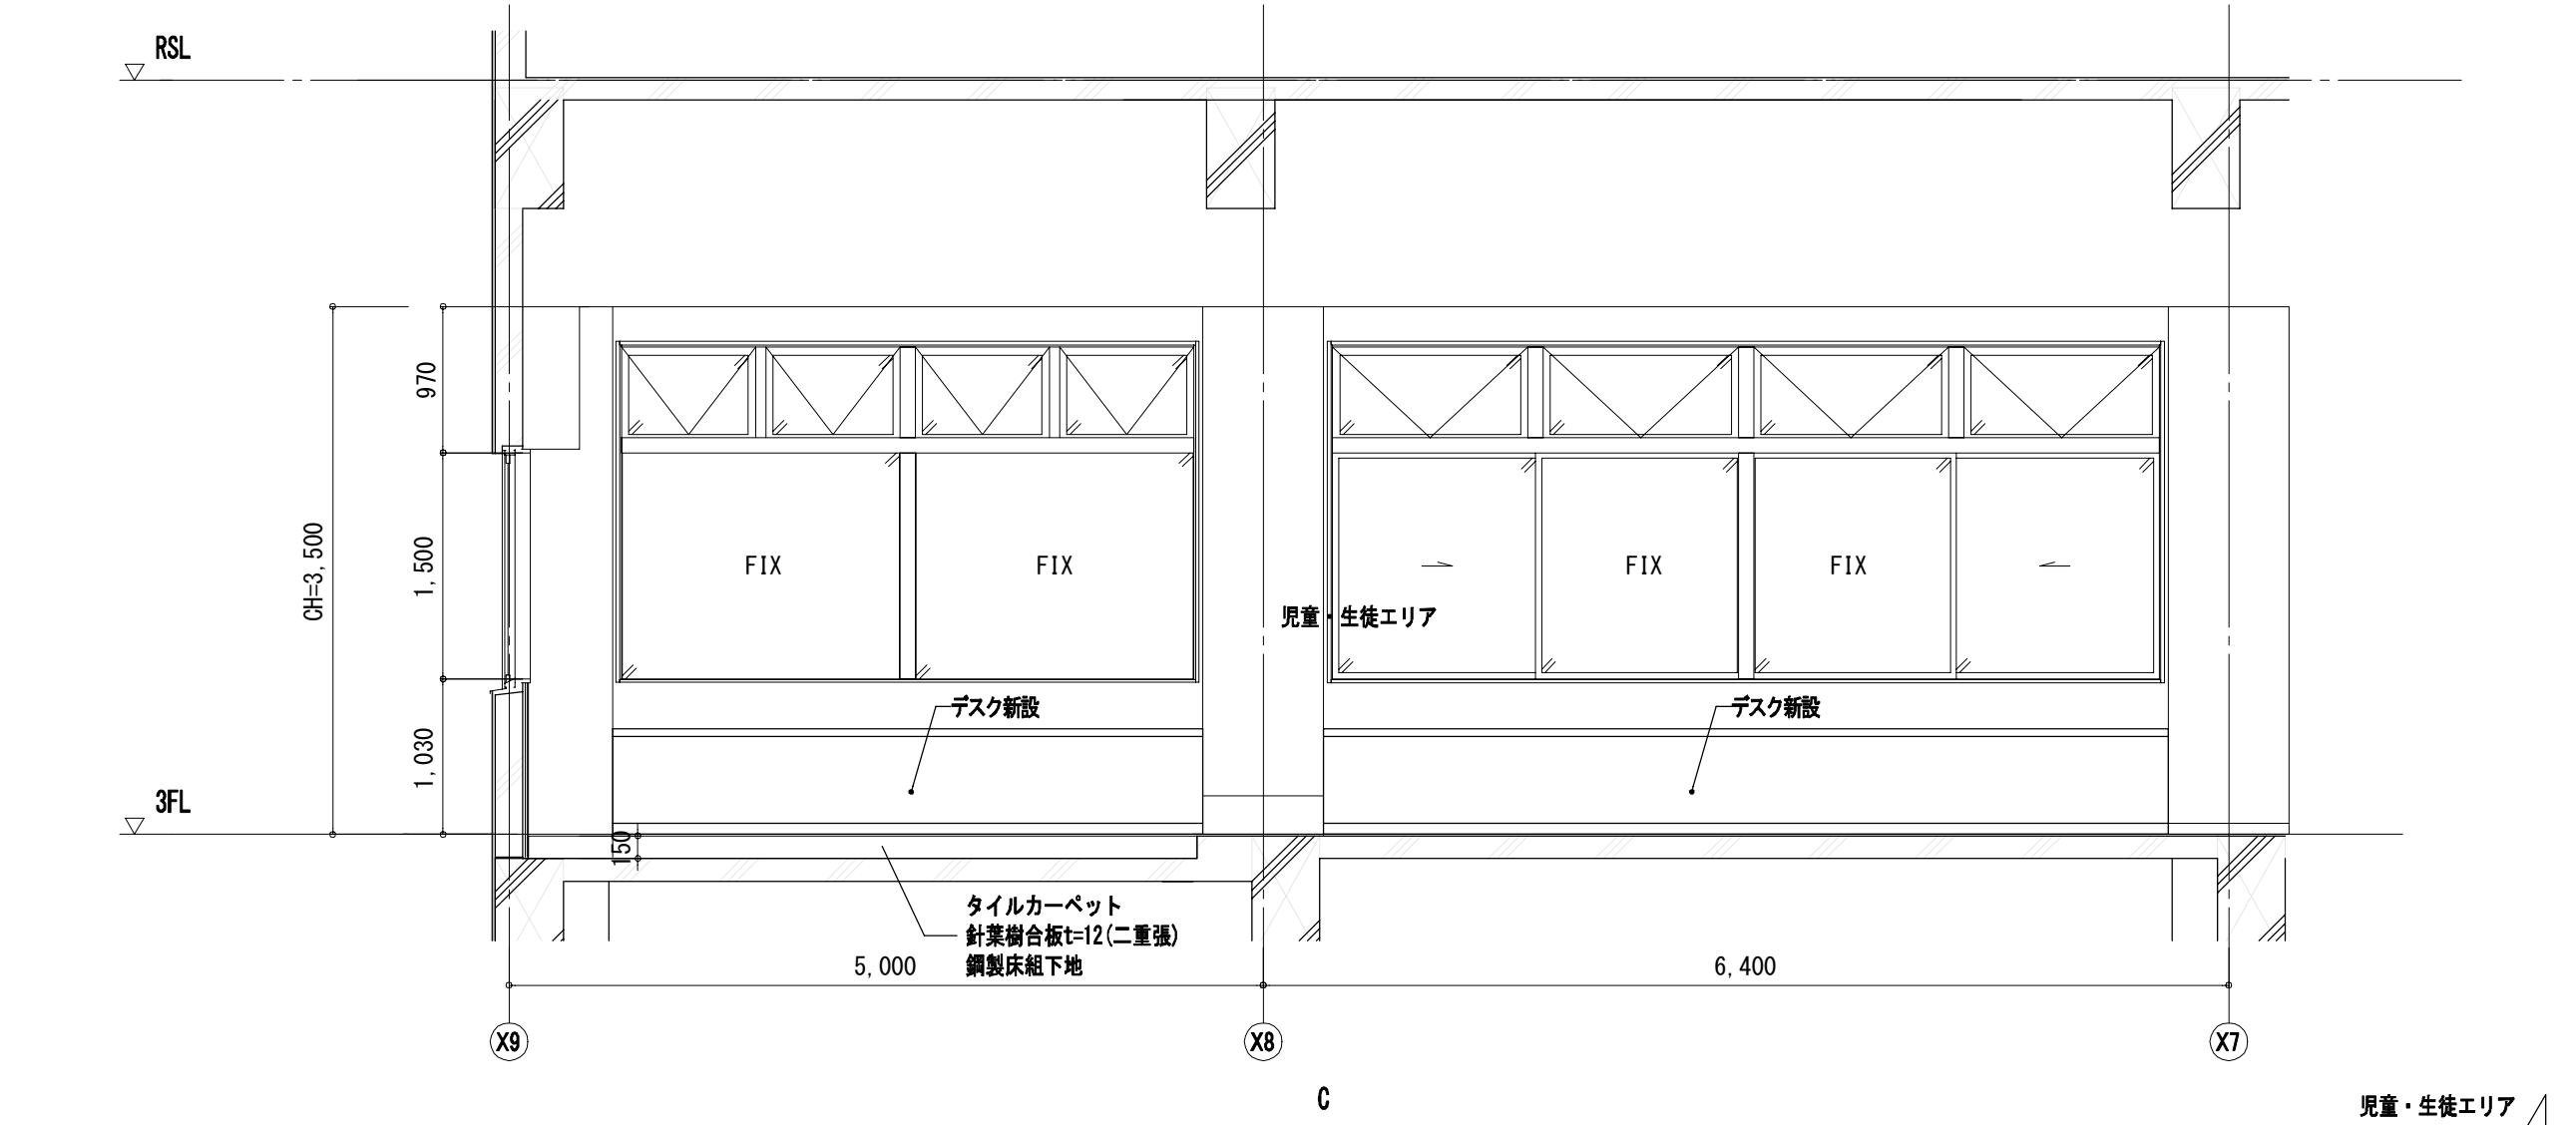 RSL
970
CH=3,500
1,500
FIX
FIX
FIX
FIX
児童・生徒エリア
デスク新設
デスク新設
1,030
3FL
150
タイルカーペット
針葉樹合板t=12(二重張)
鋼製床組下地
5,000
6,400
X9
X8
X7
C
児童・生徒エリア